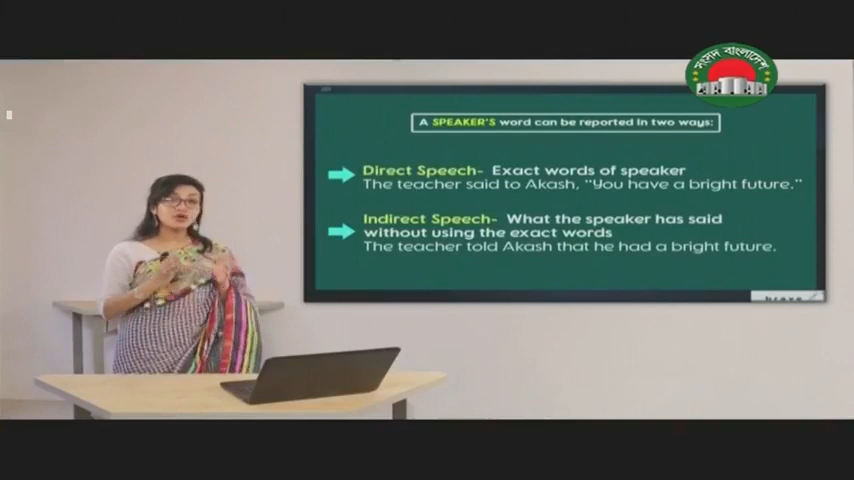 সংসদ বাংলাদেশ
A SPEAKER'S word can be reported in two ways:
Direct Speech- Exact words of speaker
The teacher said to Akash, “You have a bright future.”
Indirect Speech- What the speaker has said
without using the exact words
The teacher told Akash that he had a bright future.